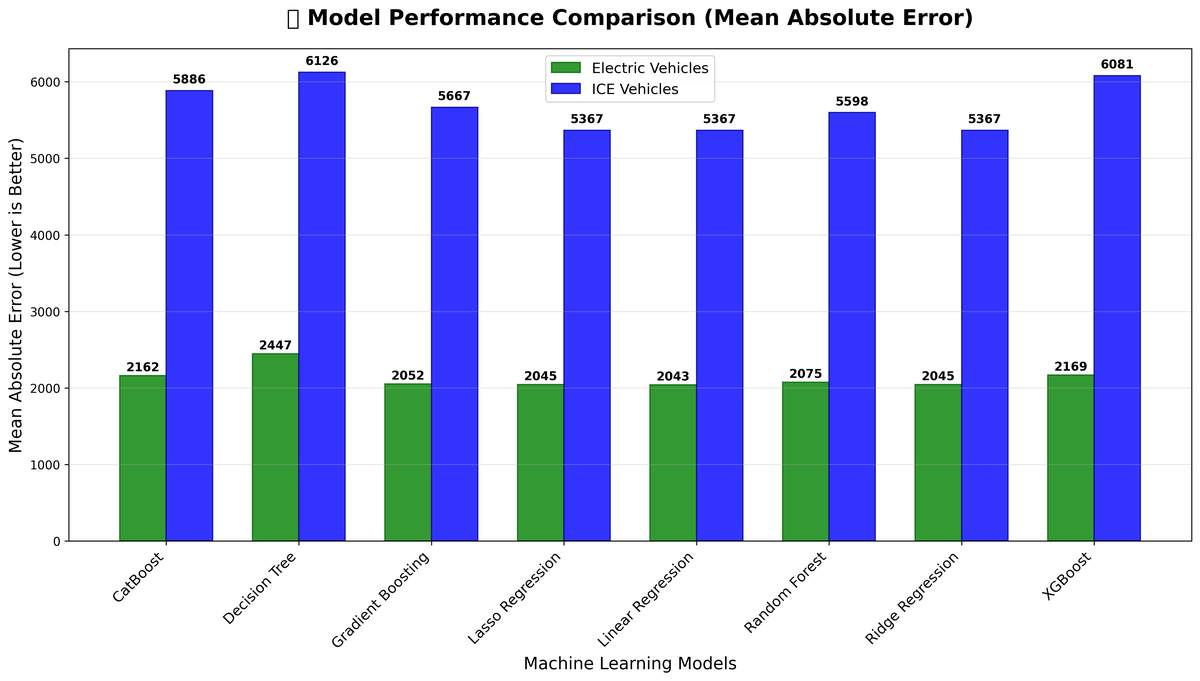 Model Performance Comparison (Mean Absolute Error)
Electric Vehicles
ICE Vehicles
Mean Absolute Error (Lower is Better)
6000
5000
4000
3000
2000
1000
0
2162
5886
2447
6126
2052
5667
2045
5367
2043
5367
2075
5598
2045
5367
2169
6081
CatBoost
Decision Tree
Gradient Boosting
Lasso Regression
Linear Regression
Random Forest
Ridge Regression
XGBoost
Machine Learning Models